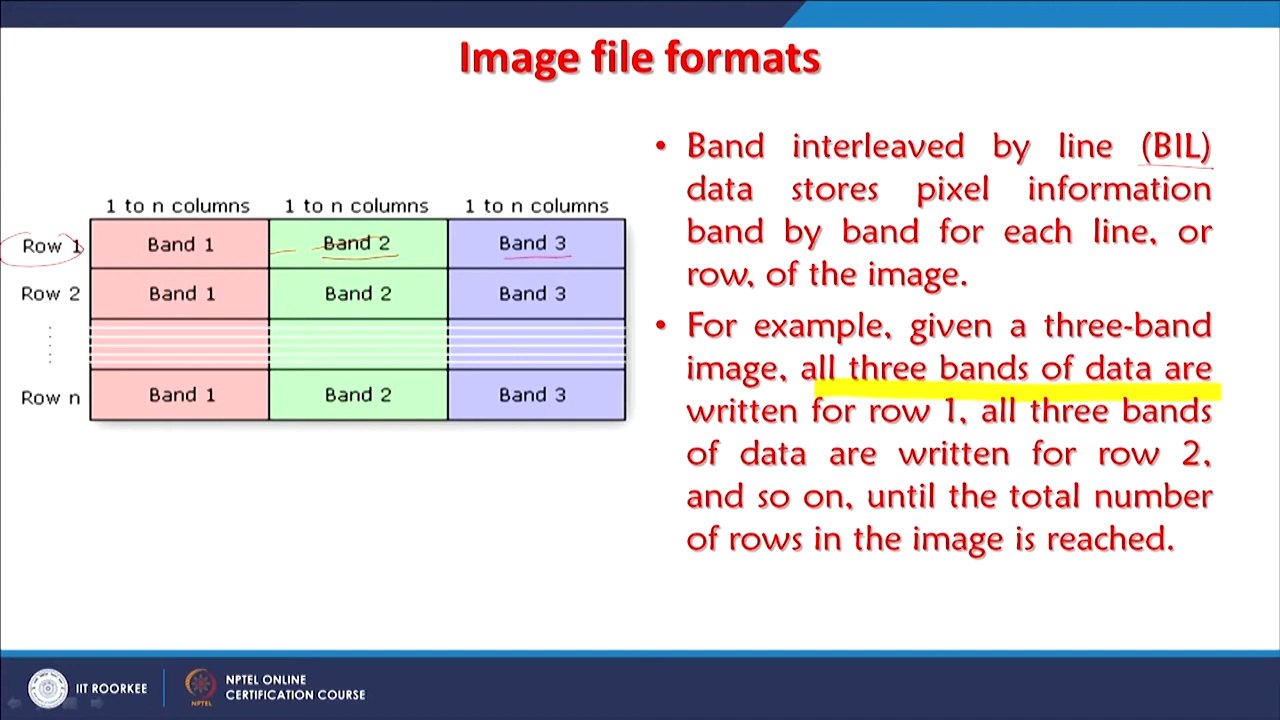 Image file formats
1 to n columns 1 to n columns 1 to n columns
Row 1 Band 1 Band 2 Band 3
Row 2 Band 1 Band 2 Band 3
Row n Band 1 Band 2 Band 3
• Band interleaved by line (BIL)
data stores pixel information
band by band for each line, or
row, of the image.
• For example, given a three-band
image, all three bands of data are
written for row 1, all three bands
of data are written for row 2,
and so on, until the total number
of rows in the image is reached.
IIT ROORKEE
NPTEL
NPTEL ONLINE
CERTIFICATION COURSE